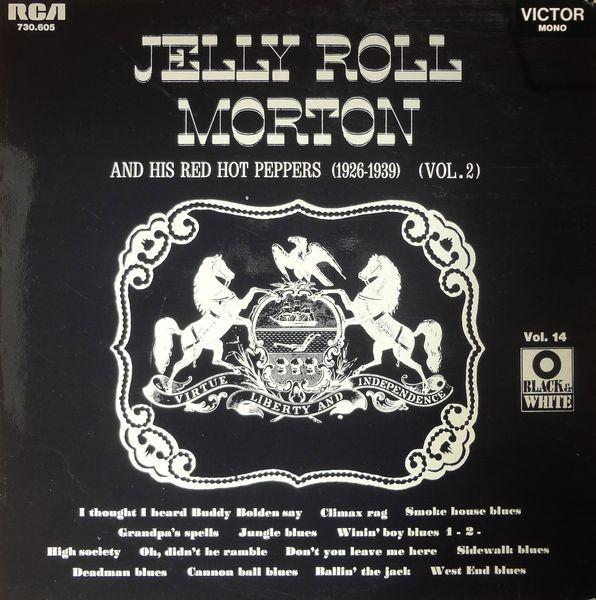 RCA
730.605
VICTOR
MONO
JELLY ROLL
MORTON
AND HIS RED HOT PEPPERS (1926-1939) (VOL.2)
VIRTUE LIBERTY AND INDEPENDENCE
Vol. 14
BLACK &
WHITE
I thought I heard Buddy Bolden say Climax rag Smoke house blues
Grandpa's spells Jungle blues Winin' boy blues 1 - 2 -
High society Oh, didn't he ramble Don't you leave me here Sidewalk blues
Deadman blues Cannon ball blues Ballin' the jack West End blues